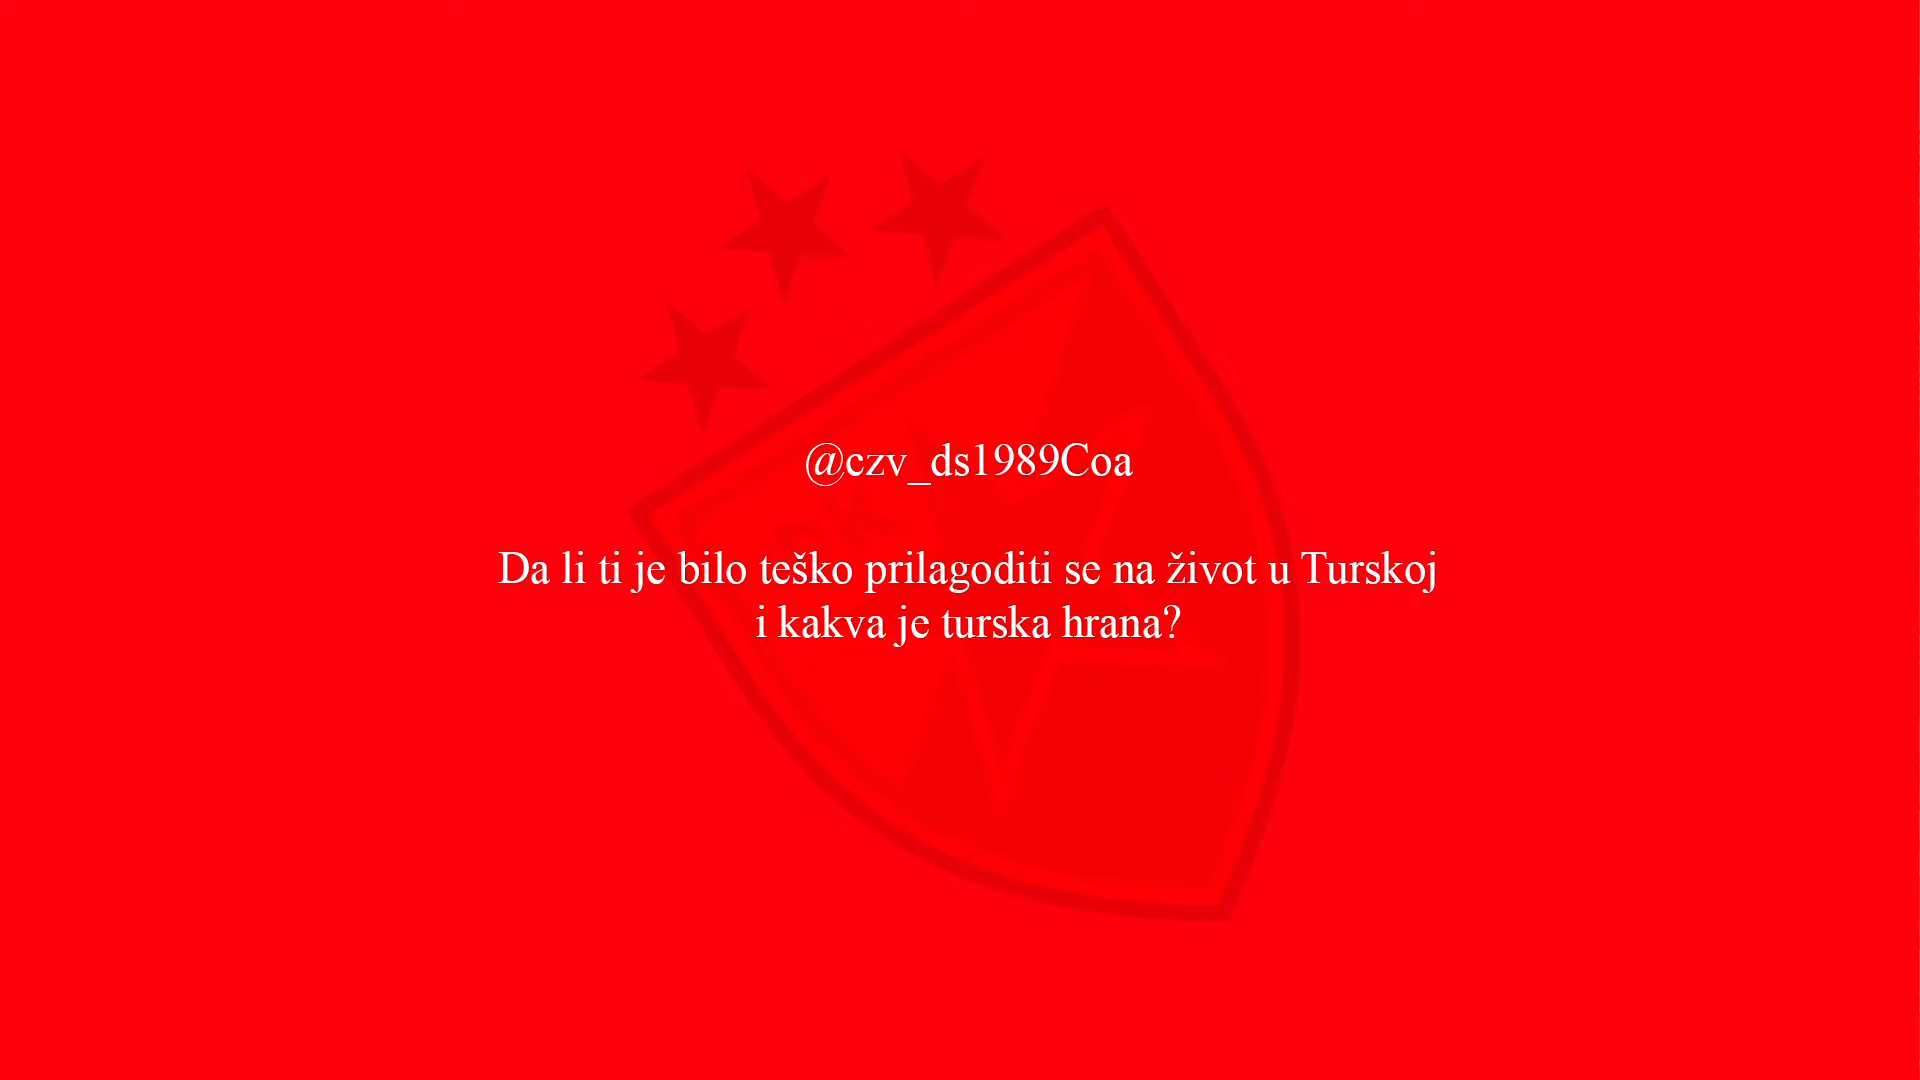 @czv_ds1989Coa
Da li ti je bilo teško prilagoditi se na život u Turskoj
i kakva je turska hrana?